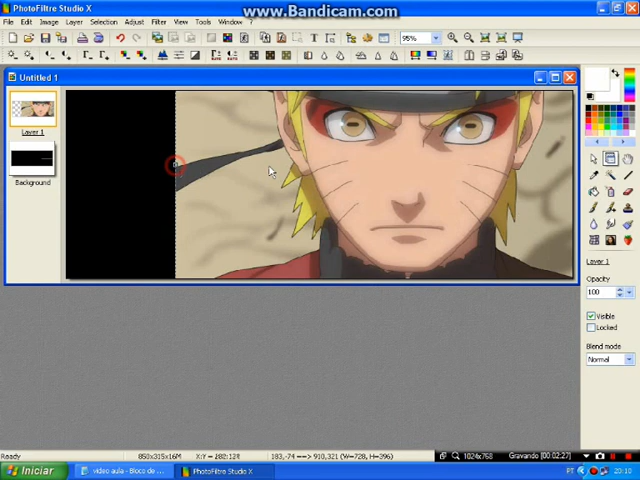 PhotoFiltre Studio X
www.Bandicam.com
File Edit Image Layer Selection Adjust Filter View Tools Window ?
95%
Untitled 1
Layer 1
Background
Layer 1
Opacity
100
Visible
Locked
Blend mode
Normal
Ready
850x315x16M
X:Y = 282:128
183,-74 ==> 910,321 (W=728, H=396)
1024x768
Gravando [00:02:27]
Iniciar
video aula - Bloco de ...
PhotoFiltre Studio X
PT
20:10